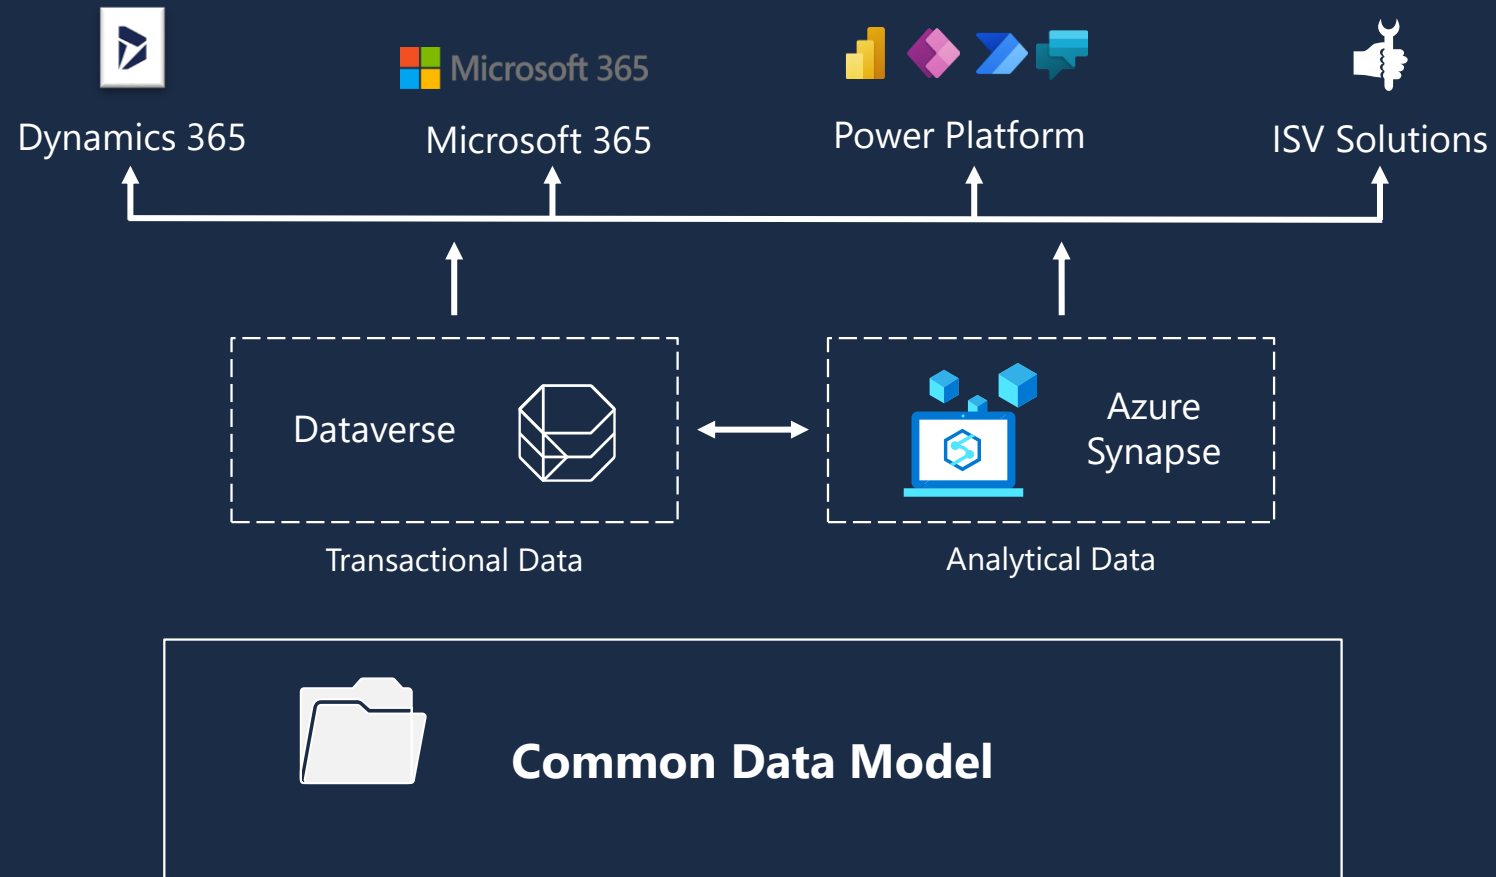 Microsoft 365
Dynamics 365
Microsoft 365
Power Platform
ISV Solutions
Dataverse
Azure
Synapse
Transactional Data
Analytical Data
Common Data Model